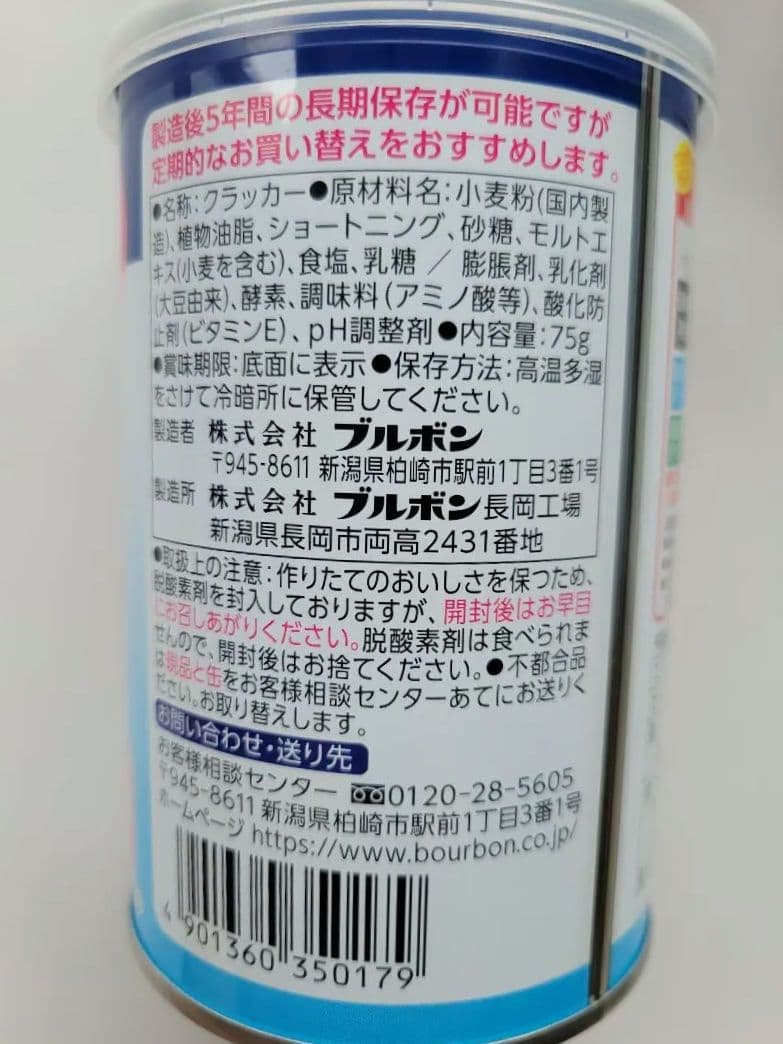 製造後5年間の長期保存が可能ですが
定期的なお買い替えをおすすめします。
●名称:クラッカー●原材料名:小麦粉(国内製
造)、植物油脂、ショートニング、砂糖、モルトエ
キス(小麦を含む)、食塩、乳糖 / 膨脹剤、乳化剤
(大豆由来)、酵素、調味料(アミノ酸等)、酸化防
止剤(ビタミンE)、pH調整剤●内容量:75g
●賞味期限:底面に表示●保存方法:高温多湿
をさけて冷暗所に保管してください。
製造者 株式会社 ブルボン
〒945-8611 新潟県柏崎市駅前1丁目3番1号
製造所 株式会社 ブルボン長岡工場
新潟県長岡市両高2431番地
●取扱上の注意:作りたてのおいしさを保つため、
脱酸素剤を封入しておりますが、開封後はお早目
にお召しあがりください。脱酸素剤は食べられま
せんので、開封後はお捨てください。●不都合品
は現品と缶をお客様相談センターあてにお送りく
ださい。お取り替えします。
お問い合わせ・送り先
お客様相談センター 0120-28-5605
〒945-8611 新潟県柏崎市駅前1丁目3番1号
ホームページ https://www.bourbon.co.jp/
4 901360 350179